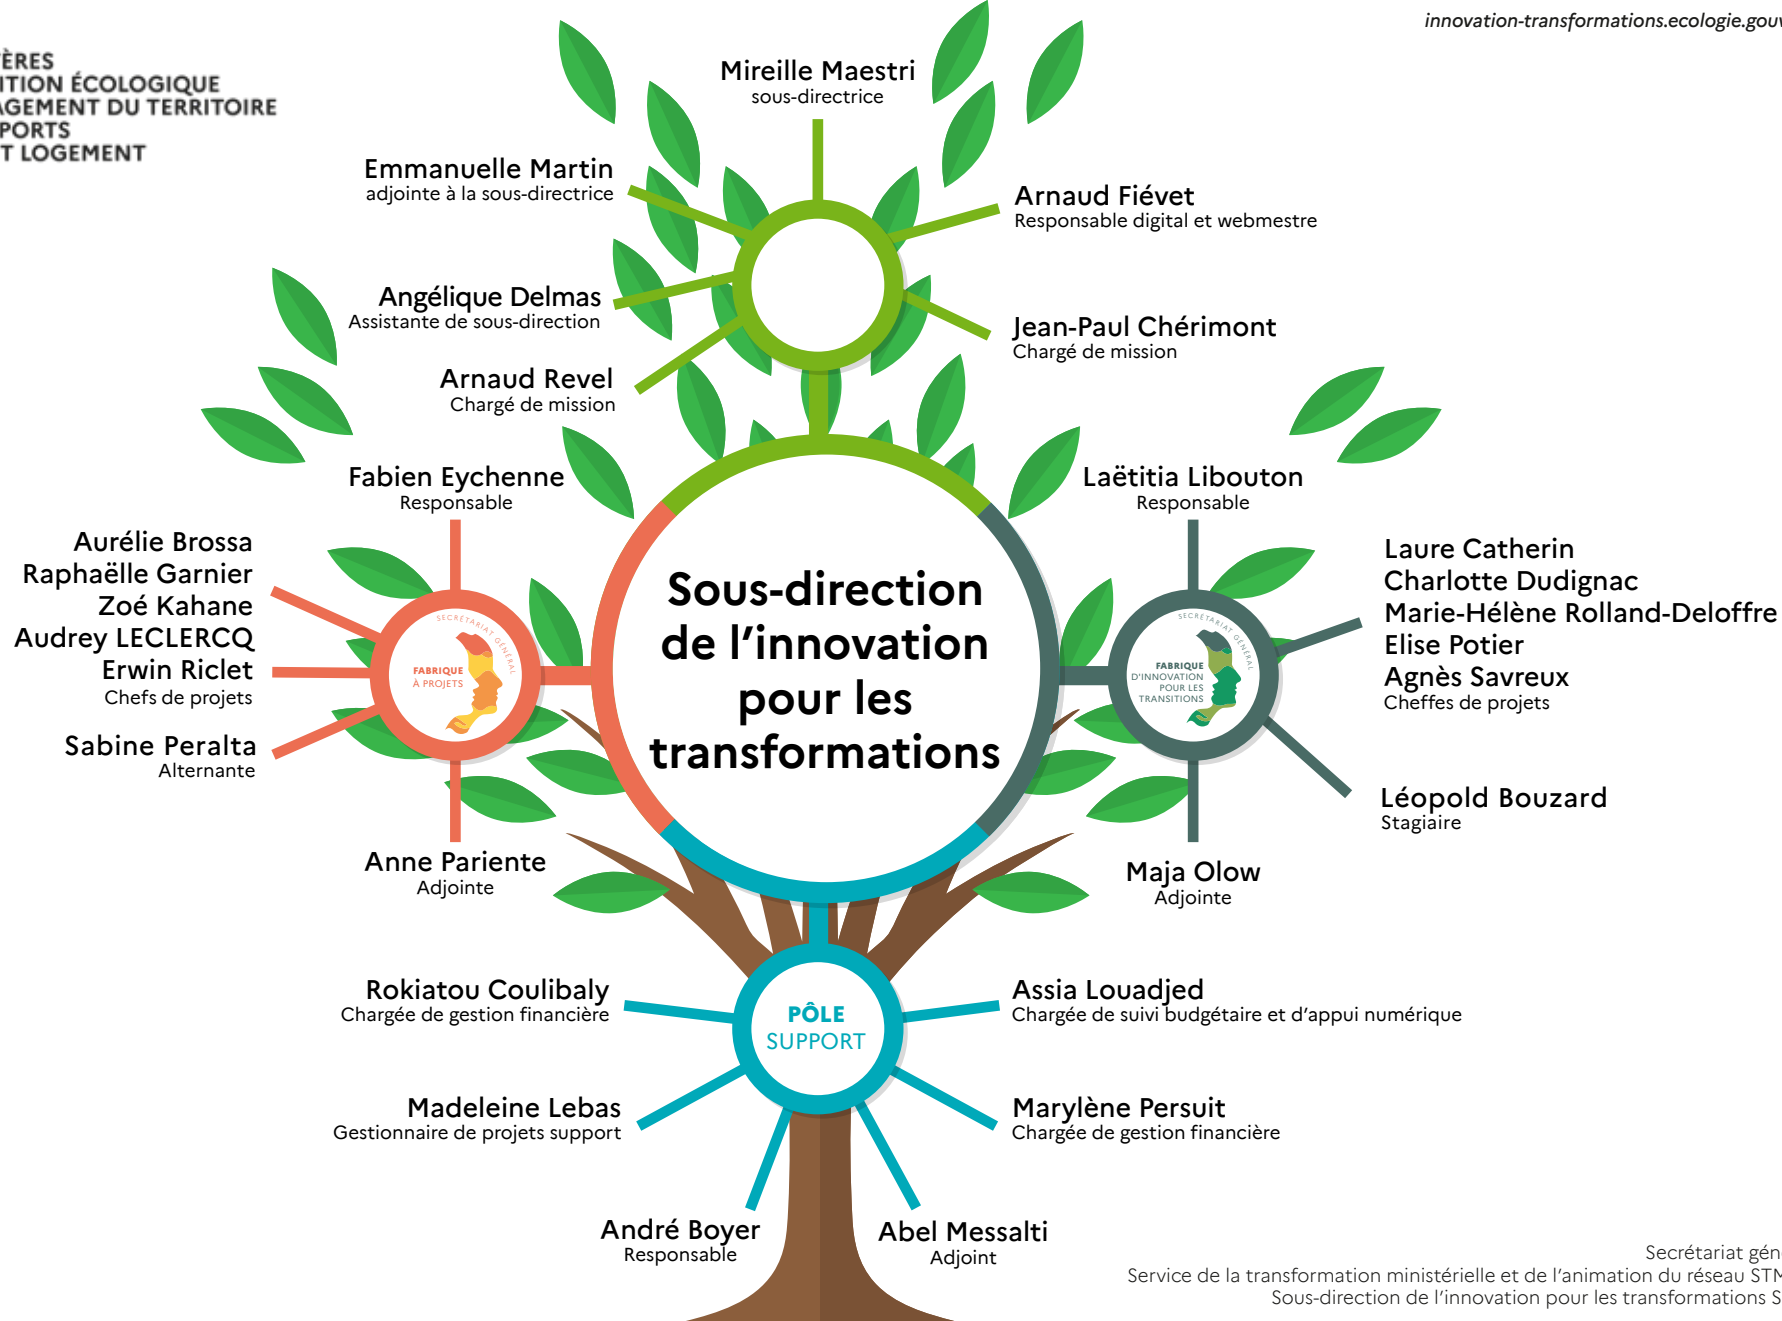 innovation-transformations.ecologie.gouv
ÈRES
ITION ÉCOLOGIQUE
AGEMENT DU TERRITOIRE
PORTS
T LOGEMENT
Mireille Maestri
sous-directrice
Emmanuelle Martin
adjointe à la sous-directrice
Arnaud Fiévet
Responsable digital et webmestre
Angélique Delmas
Assistante de sous-direction
Jean-Paul Chérimont
Chargé de mission
Arnaud Revel
Chargé de mission
Fabien Eychenne
Responsable
Aurélie Brossa
Raphaëlle Garnier
Zoé Kahane
Audrey LECLERCQ
Erwin Riclet
Chefs de projets
Sabine Peralta
Alternante
SECRÉTARIAT GÉNÉRAL
FABRIQUE
À PROJETS
Anne Pariente
Adjointe
Sous-direction
de l'innovation
pour les
transformations
Laëtitia Libouton
Responsable
SECRÉTARIAT GÉNÉRAL
FABRIQUE
D'INNOVATION
POUR LES
TRANSITIONS
Laure Catherin
Charlotte Dudignac
Marie-Hélène Rolland-Deloffre
Elise Potier
Agnès Savreux
Cheffes de projets
Léopold Bouzard
Stagiaire
Maja Olow
Adjointe
PÔLE
SUPPORT
Rokiatou Coulibaly
Chargée de gestion financière
Assia Louadjed
Chargée de suivi budgétaire et d'appui numérique
Madeleine Lebas
Gestionnaire de projets support
Marylène Persuit
Chargée de gestion financière
André Boyer
Responsable
Abel Messalti
Adjoint
Secrétariat géné
Service de la transformation ministérielle et de l'animation du réseau STM
Sous-direction de l'innovation pour les transformations S